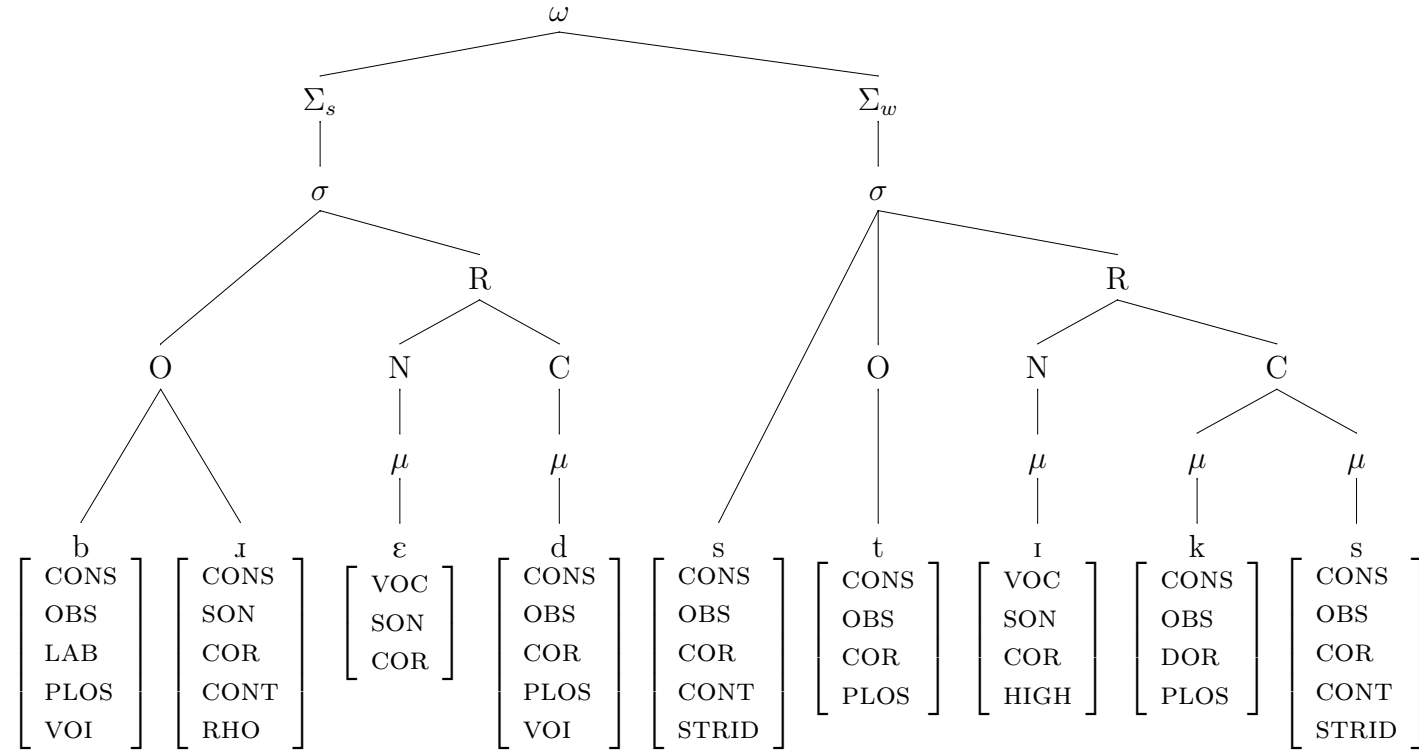 ω
Σs Σw
σ σ
R R
O N C O N C
μ μ μ μ μ
b ɹ ɛ d s t ɪ k s
CONS CONS VOC CONS CONS CONS VOC CONS CONS
OBS SON SON OBS OBS OBS SON OBS OBS
LAB COR COR COR COR COR COR DOR COR
PLOS CONT PLOS CONT PLOS HIGH PLOS CONT
VOI RHO VOI STRID STRID